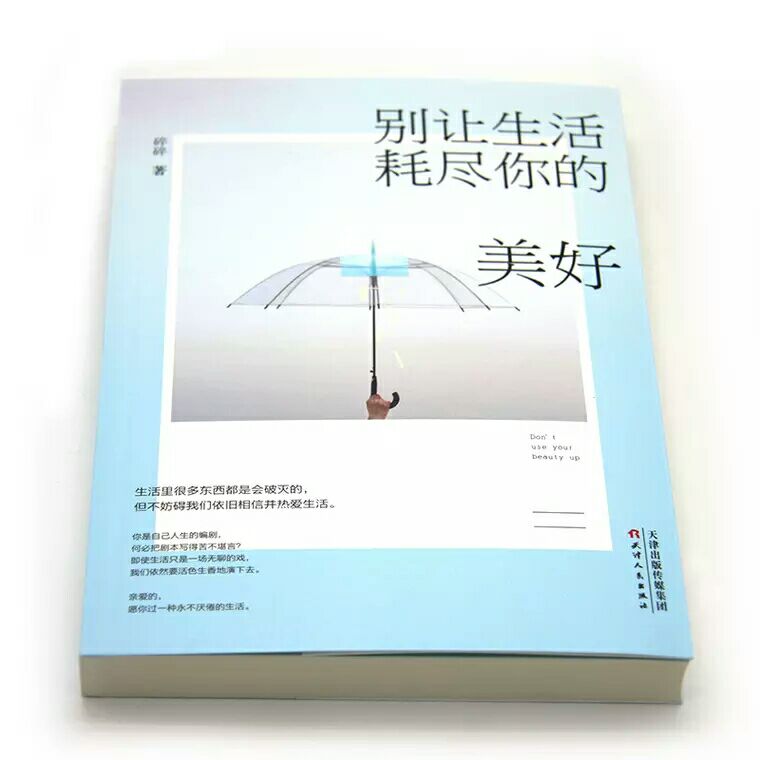 别让生活
耗尽你的
美好
碎碎 著
Don't
use your
beauty up
生活里很多东西都是会破灭的，
但不妨碍我们依旧相信并热爱生活。
你是自己人生的编剧，
何必把剧本写得苦不堪言？
即使生活只是一场无聊的戏，
我们依然要活色生香地演下去。
亲爱的，
愿你过一种永不厌倦的生活。
天津出版传媒集团
天津人民出版社